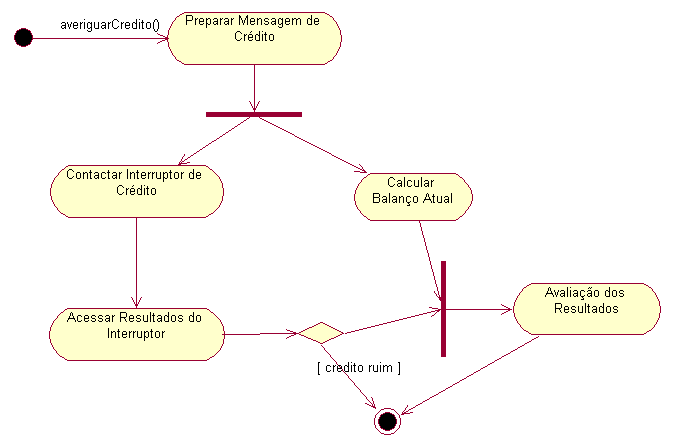 averiguarCredito()
Preparar Mensagem de
Crédito
Contactar Interruptor de
Crédito
Calcular
Balanço Atual
Acessar Resultados do
Interruptor
Avaliação dos
Resultados
[ credito ruim ]